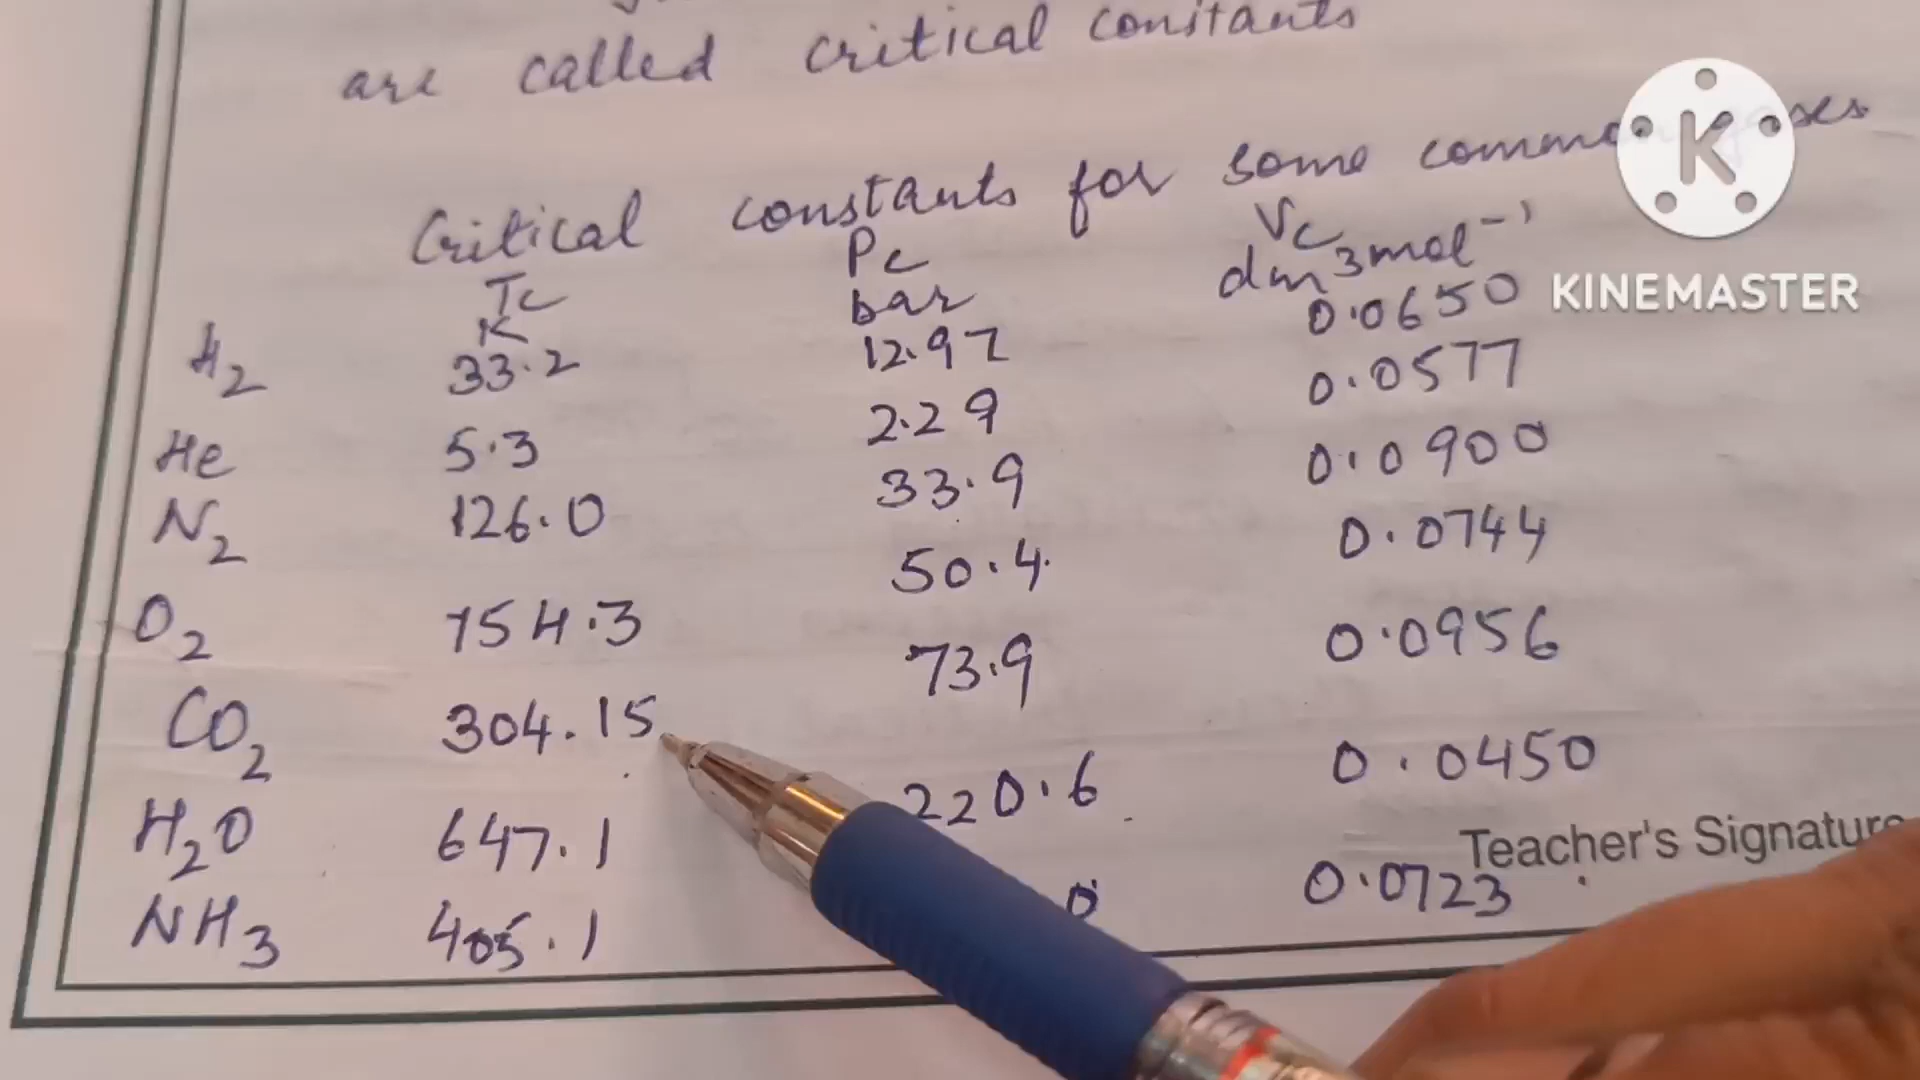 are called critical constants
Critical constants for some common gases
Tc Pc Vc
K bar dm3mol-1
H2 33.2 12.97 0.0650
He 5.3 2.29 0.0577
N2 126.0 33.9 0.0900
O2 154.3 50.4 0.0744
CO2 304.15 73.9 0.0956
H2O 647.1 220.6 0.0450
NH3 405.1 0 0.0723
Teacher's Signature
K
KINEMASTER